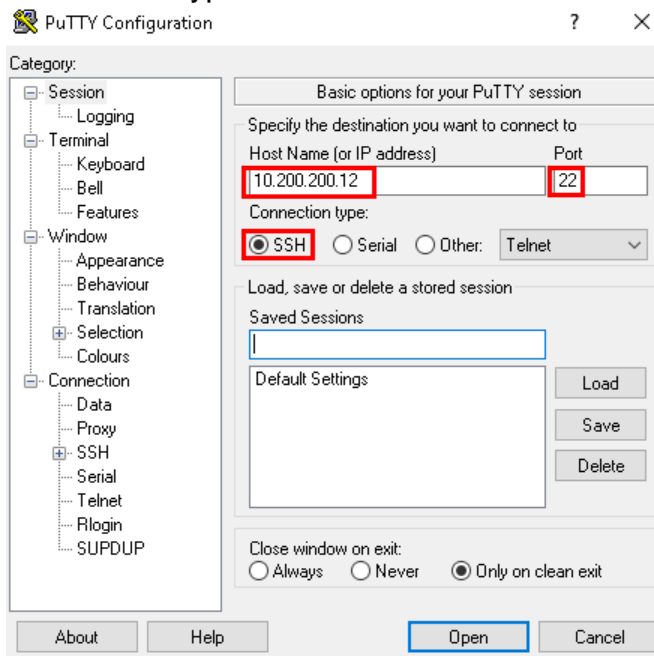 PuTTY Configuration
?
Category:
Session
Logging
Terminal
Keyboard
Bell
Features
Window
Appearance
Behaviour
Translation
Selection
Colours
Connection
Data
Proxy
SSH
Serial
Telnet
Rlogin
SUPDUP
Basic options for your PuTTY session
Specify the destination you want to connect to
Host Name (or IP address) Port
10.200.200.12 22
Connection type:
SSH Serial Other: Telnet
Load, save or delete a stored session
Saved Sessions
Default Settings
Load
Save
Delete
Close window on exit:
Always Never Only on clean exit
About Help Open Cancel